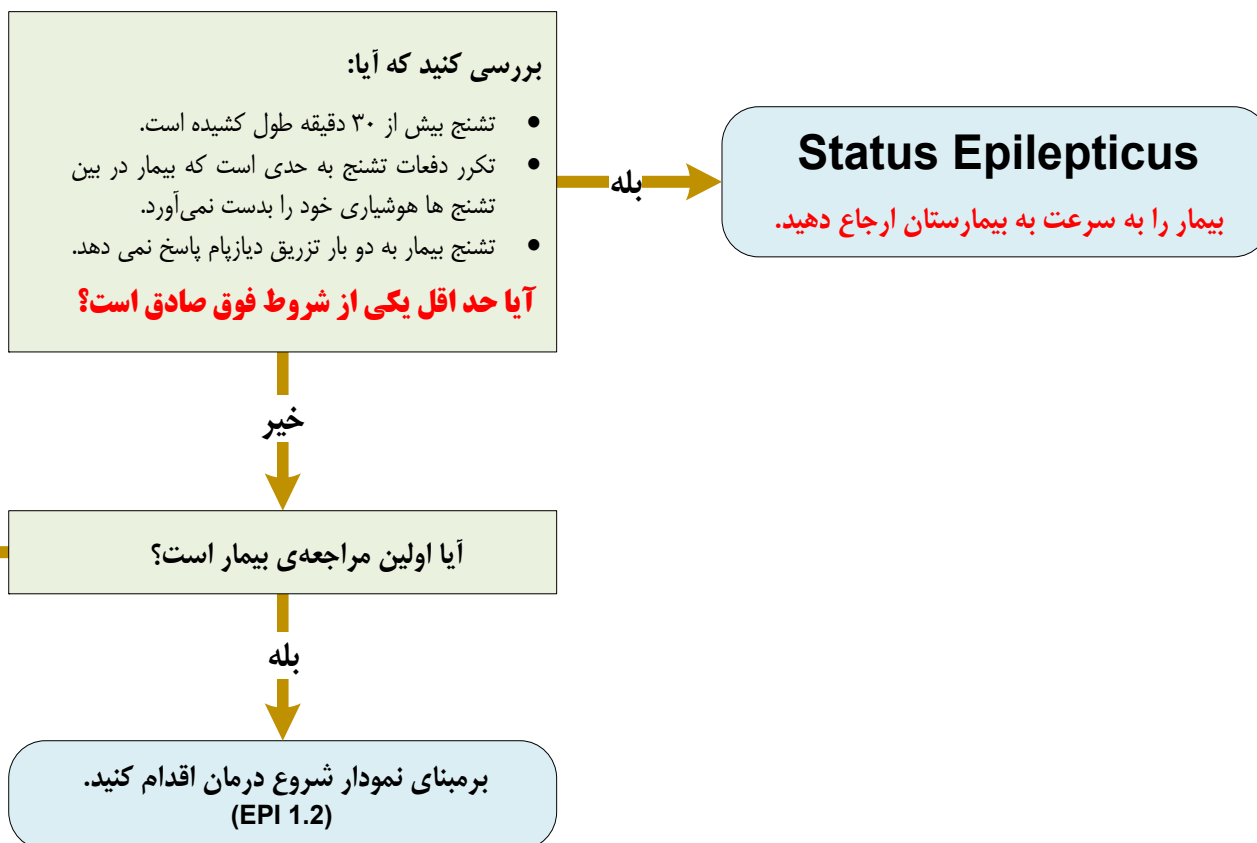 بررسی کنید که آیا:
• تشنج بیش از ۳۰ دقیقه طول کشیده است.
• تکرر دفعات تشنج به حدی است که بیمار در بین
تشنج ها هوشیاری خود را بدست نمی‌آورد.
• تشنج بیمار به دو بار تزریق دیازپام پاسخ نمی دهد.
آیا حد اقل یکی از شروط فوق صادق است؟
بله
Status Epilepticus
بیمار را به سرعت به بیمارستان ارجاع دهید.
خیر
آیا اولین مراجعه‌ی بیمار است؟
بله
برمبنای نمودار شروع درمان اقدام کنید.
(EPI 1.2)